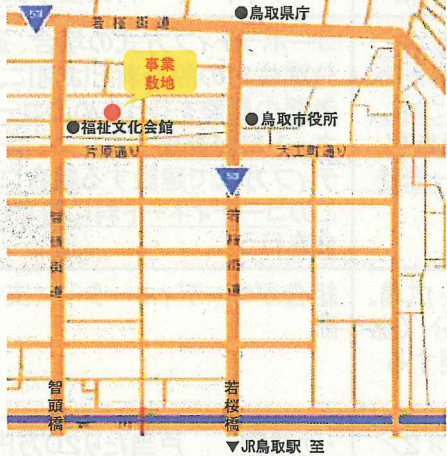 53
若桜街道
●鳥取県庁
事業
敷地
●福祉文化会館
●鳥取市役所
片原通り
大工町通り
53
智頭街道
若桜街道
智頭橋
若桜橋
▼JR鳥取駅 至